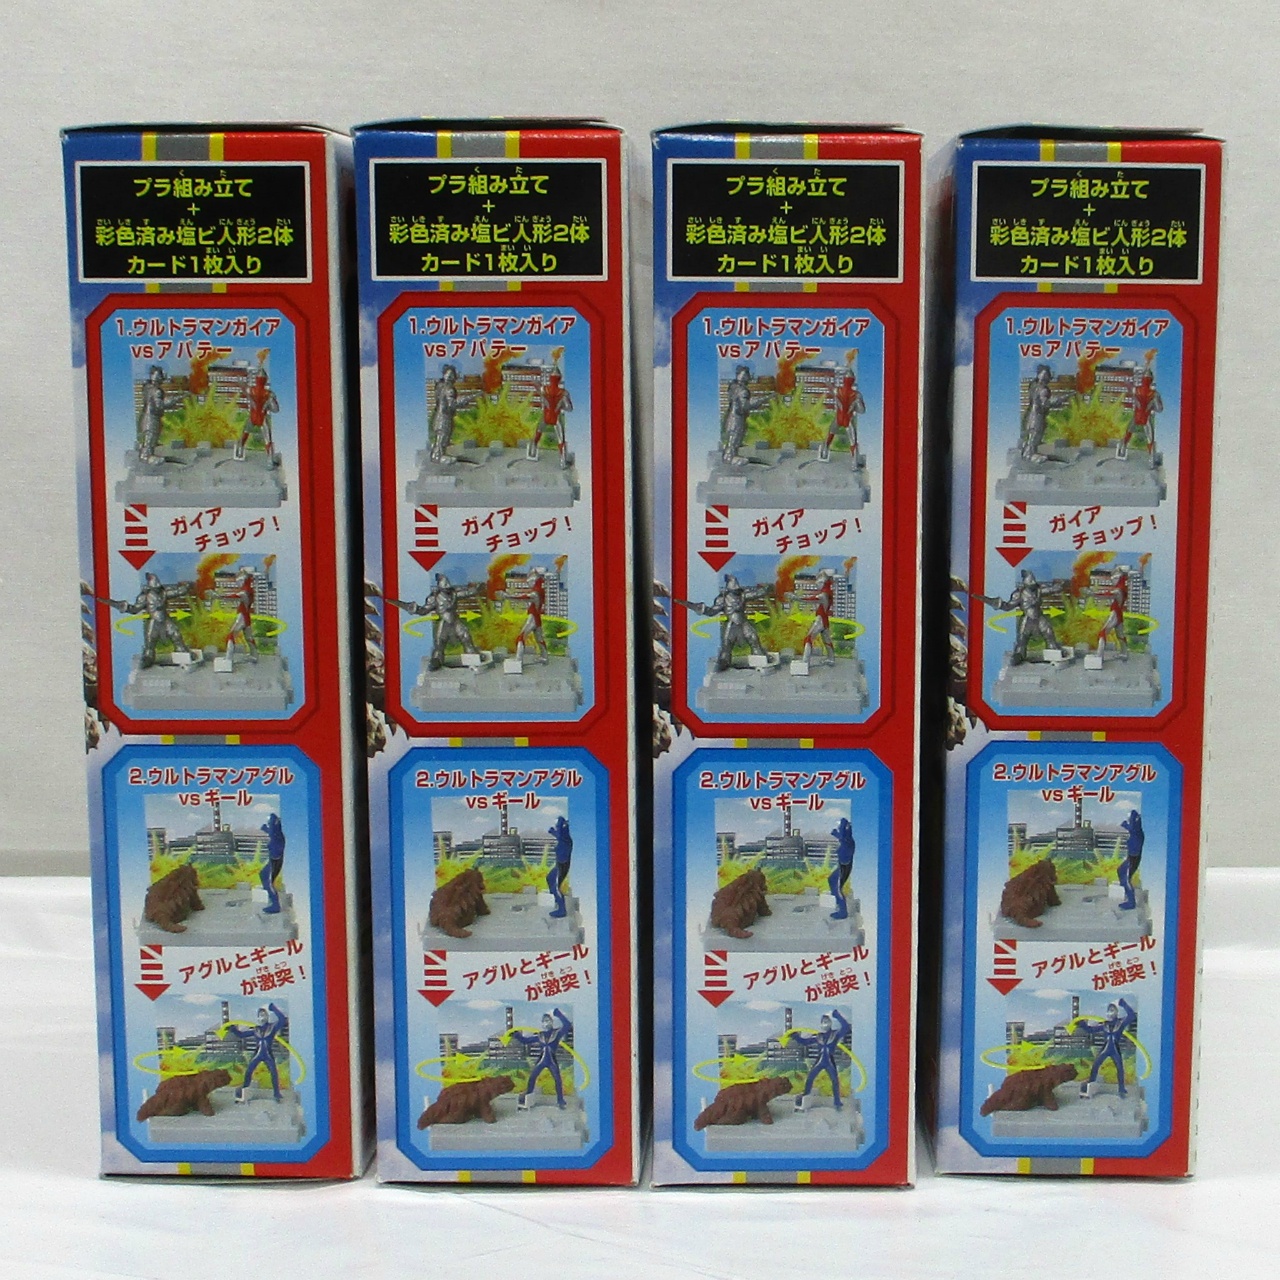 プラ組み立て
+
彩色済み塩ビ人形2体
カード1枚入り
1.ウルトラマンガイア
vsアパテー
ガイア
チョップ!
2.ウルトラマンアグル
vsギール
アグルとギール
が激突!
プラ組み立て
+
彩色済み塩ビ人形2体
カード1枚入り
1.ウルトラマンガイア
vsアパテー
ガイア
チョップ!
2.ウルトラマンアグル
vsギール
アグルとギール
が激突!
プラ組み立て
+
彩色済み塩ビ人形2体
カード1枚入り
1.ウルトラマンガイア
vsアパテー
ガイア
チョップ!
2.ウルトラマンアグル
vsギール
アグルとギール
が激突!
プラ組み立て
+
彩色済み塩ビ人形2体
カード1枚入り
1.ウルトラマンガイア
vsアパテー
ガイア
チョップ!
2.ウルトラマンアグル
vsギール
アグルとギール
が激突!